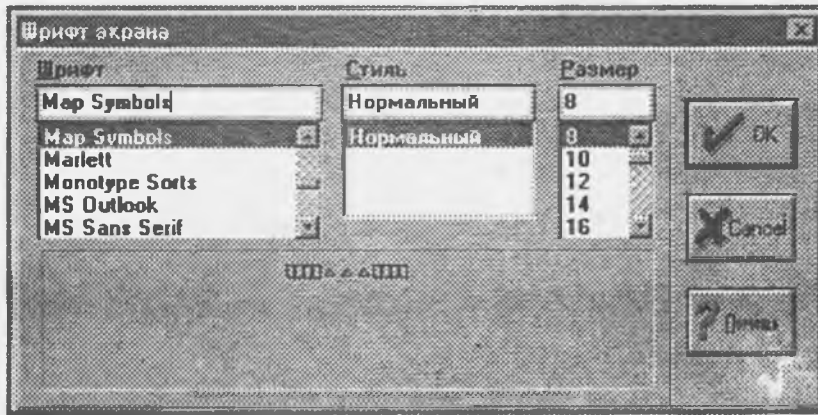 Шрифт экрана
Шрифт
Стиль
Размер
Map Symbols
Нормальный
8
Map Symbols
Marlett
Monotype Sorts
MS Outlook
MS Sans Serif
Нормальный
8
10
12
14
16
OK
Cancel